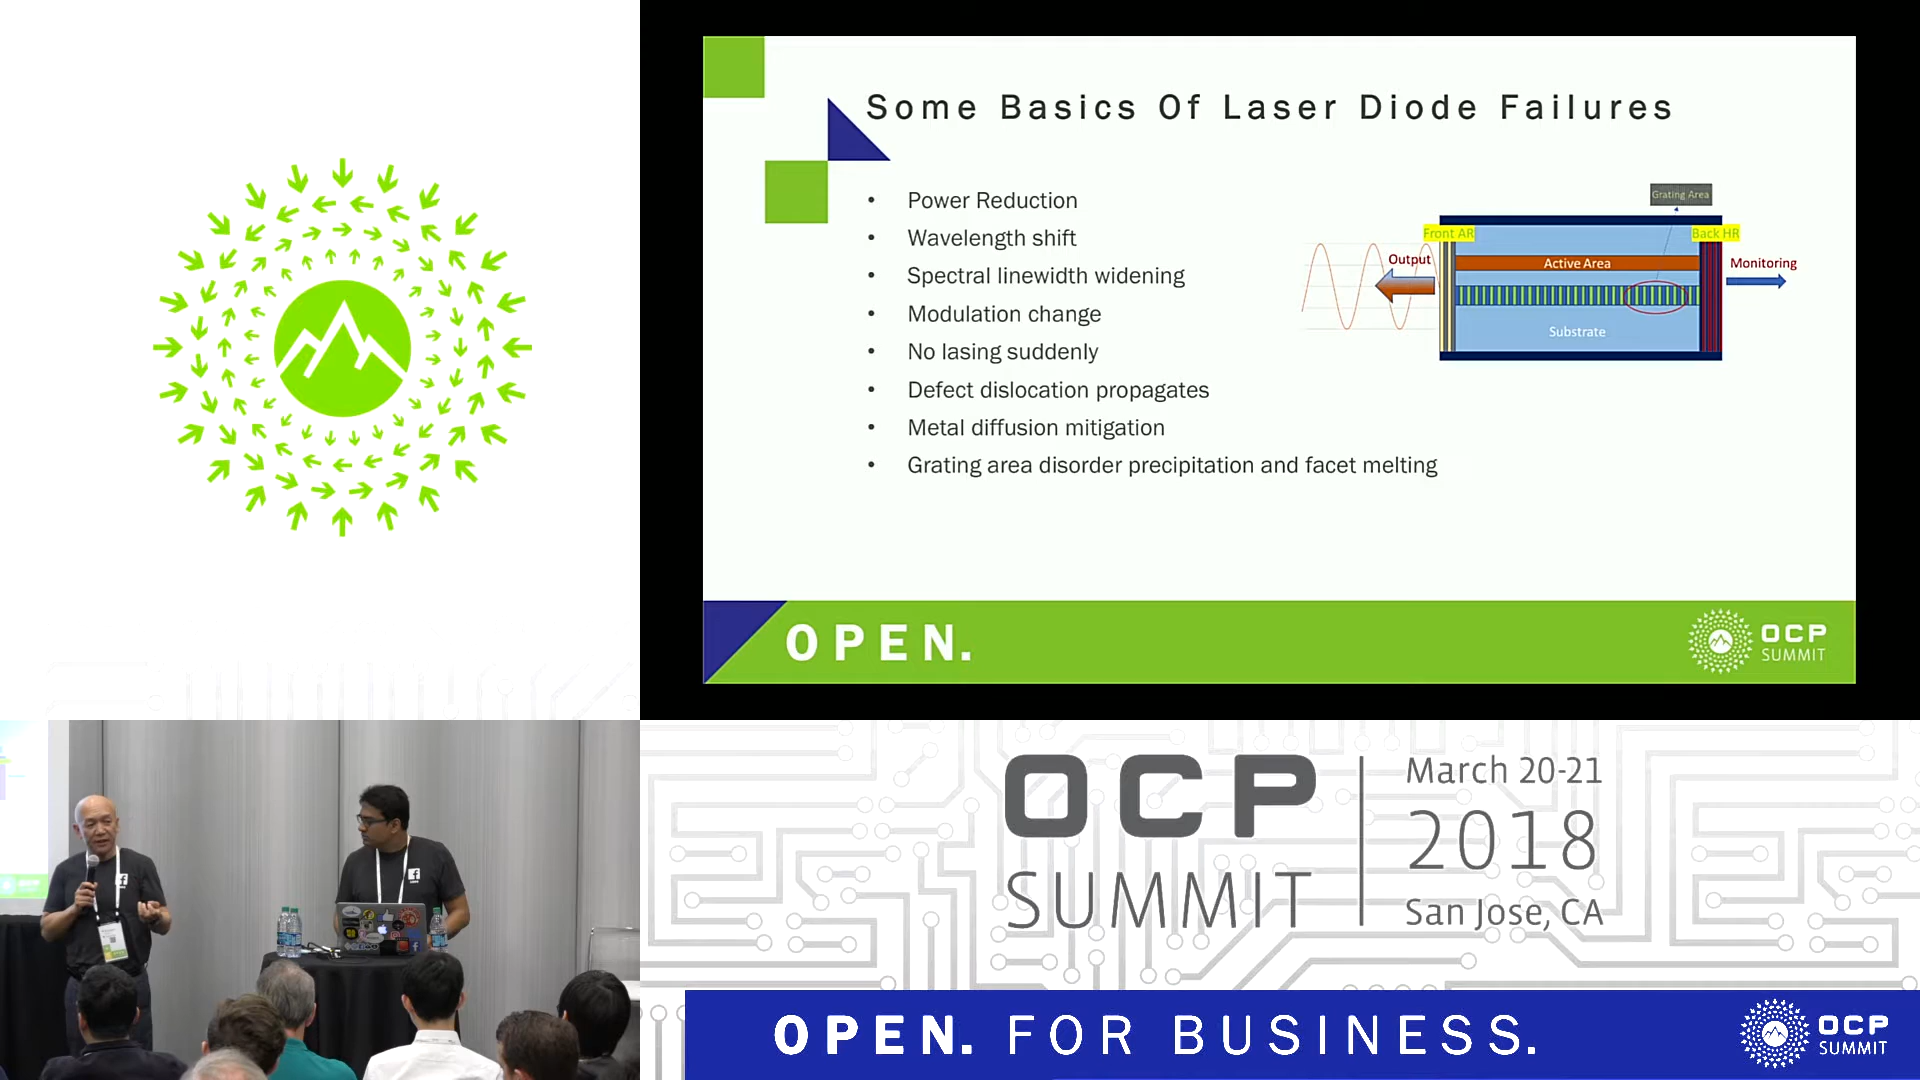 Some Basics Of Laser Diode Failures
• Power Reduction
• Wavelength shift
• Spectral linewidth widening
• Modulation change
• No lasing suddenly
• Defect dislocation propagates
• Metal diffusion mitigation
• Grating area disorder precipitation and facet melting
Grating Area
Front AR
Back HR
Output
Active Area
Monitoring
Substrate
OPEN.
OCP
SUMMIT
OCP
SUMMIT
March 20-21
2018
San Jose, CA
OPEN. FOR BUSINESS.
OCP
SUMMIT